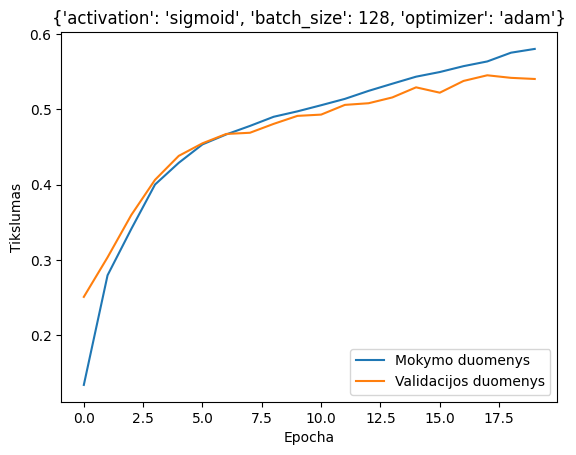 {'activation': 'sigmoid', 'batch_size': 128, 'optimizer': 'adam'}
0.6
0.5
0.4
0.3
0.2
Tikslumas
Mokymo duomenys
Validacijos duomenys
0.0 2.5 5.0 7.5 10.0 12.5 15.0 17.5
Epocha